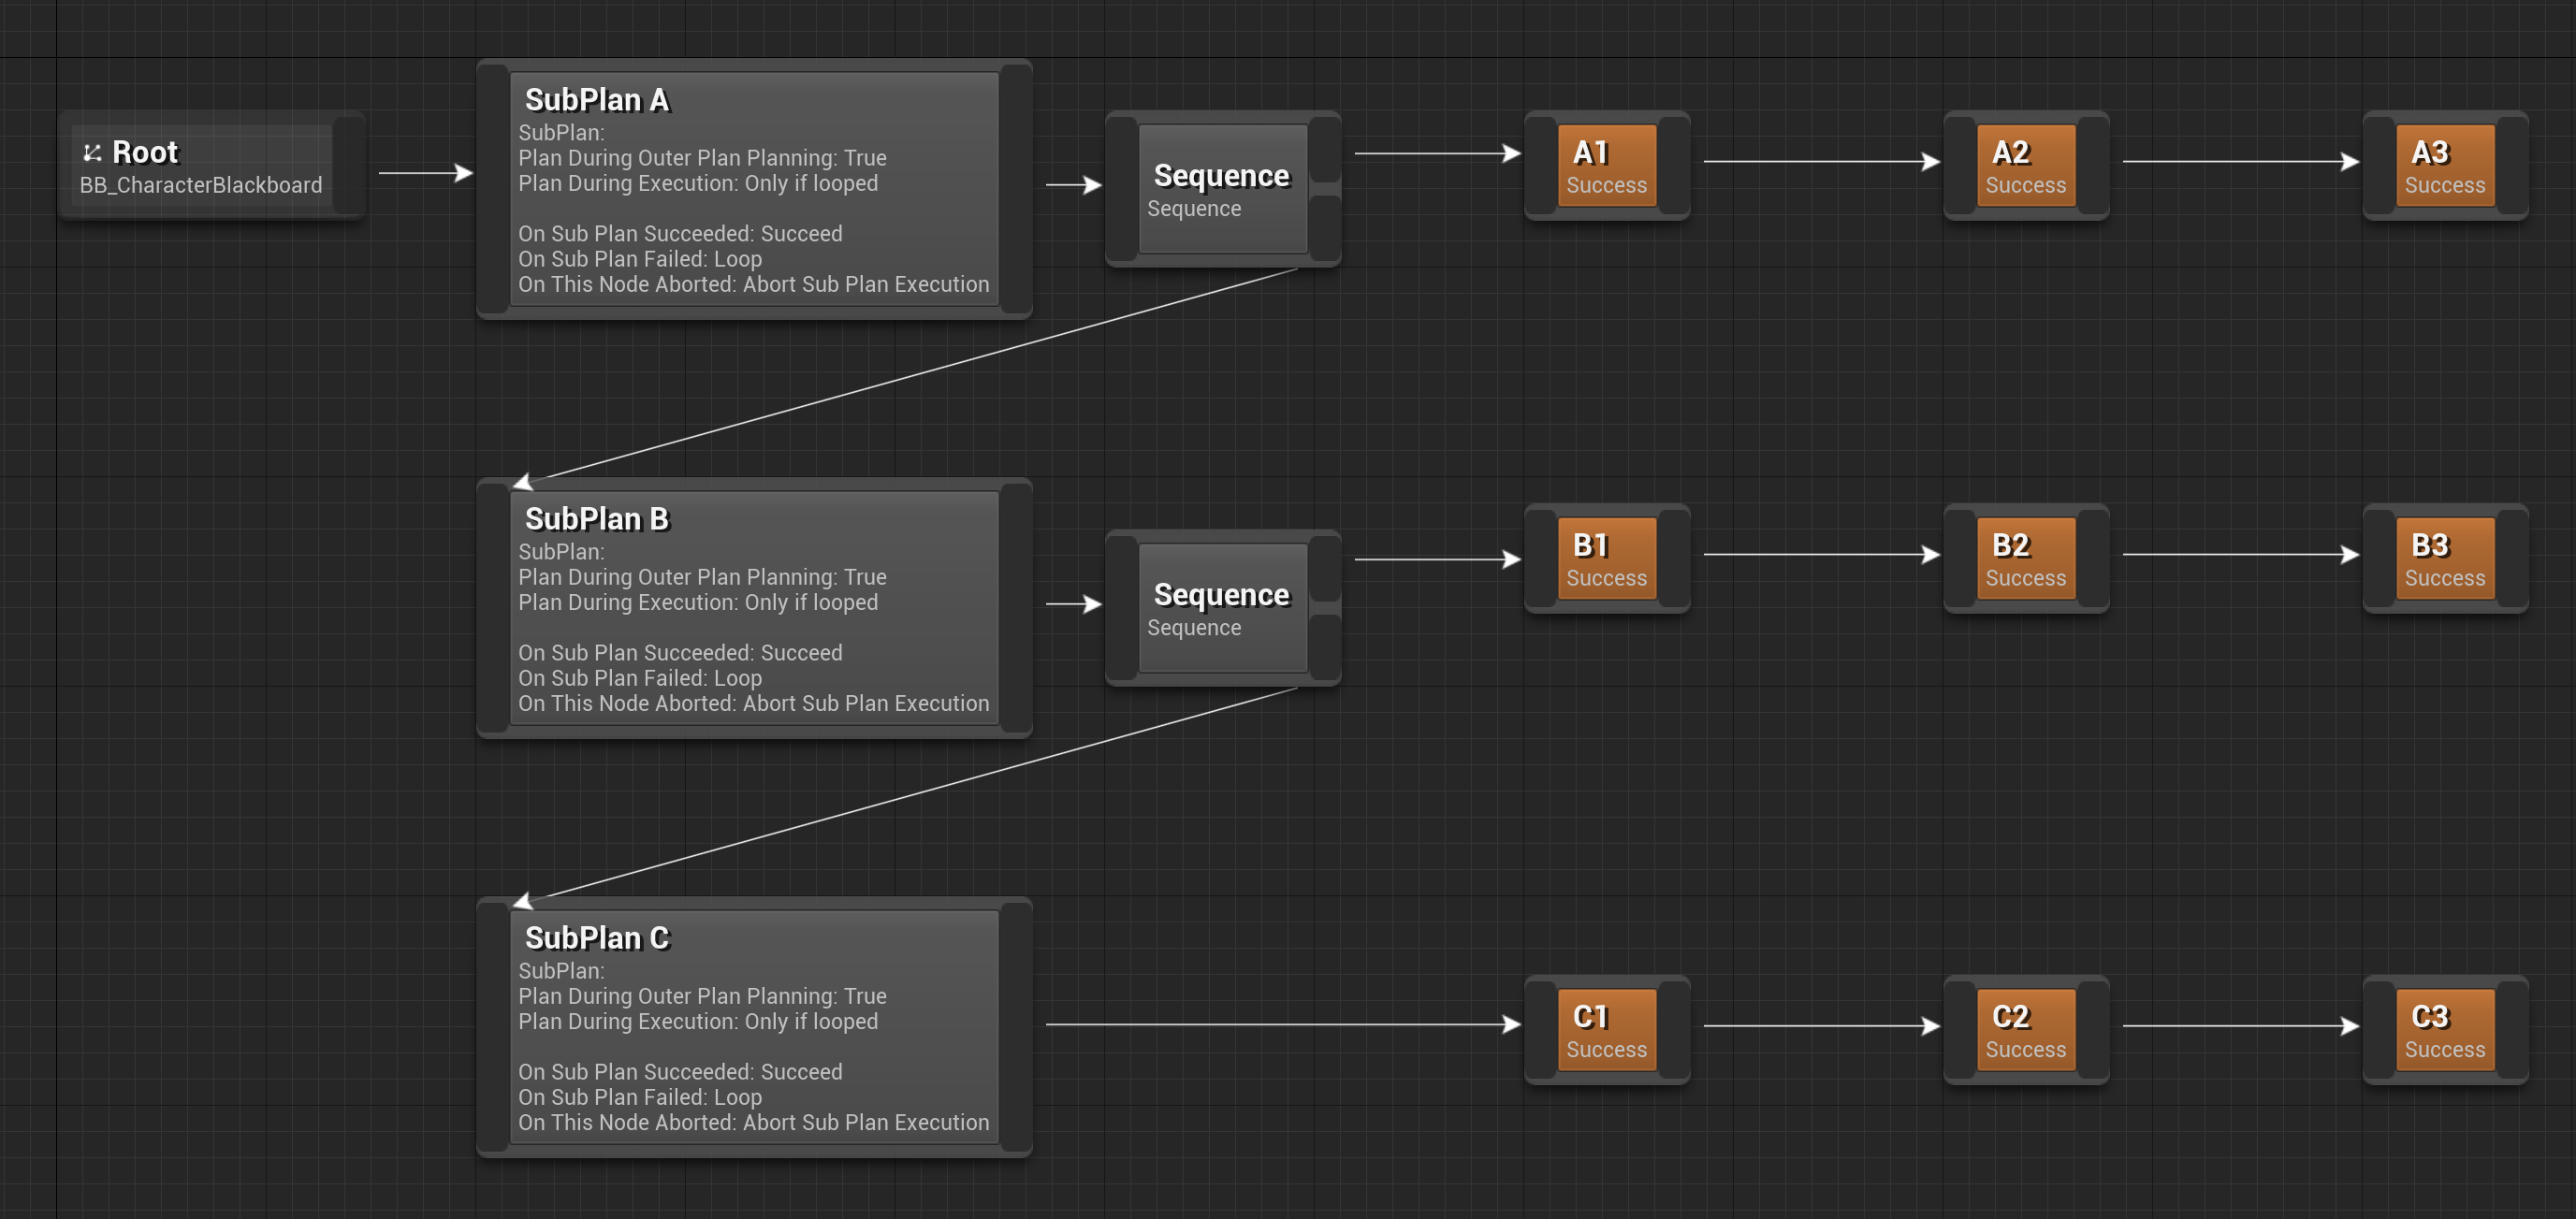 Root
BB_CharacterBlackboard
SubPlan A
SubPlan:
Plan During Outer Plan Planning: True
Plan During Execution: Only if looped
On Sub Plan Succeeded: Succeed
On Sub Plan Failed: Loop
On This Node Aborted: Abort Sub Plan Execution
Sequence
Sequence
A1
Success
A2
Success
A3
Success
SubPlan B
SubPlan:
Plan During Outer Plan Planning: True
Plan During Execution: Only if looped
On Sub Plan Succeeded: Succeed
On Sub Plan Failed: Loop
On This Node Aborted: Abort Sub Plan Execution
Sequence
Sequence
B1
Success
B2
Success
B3
Success
SubPlan C
SubPlan:
Plan During Outer Plan Planning: True
Plan During Execution: Only if looped
On Sub Plan Succeeded: Succeed
On Sub Plan Failed: Loop
On This Node Aborted: Abort Sub Plan Execution
C1
Success
C2
Success
C3
Success